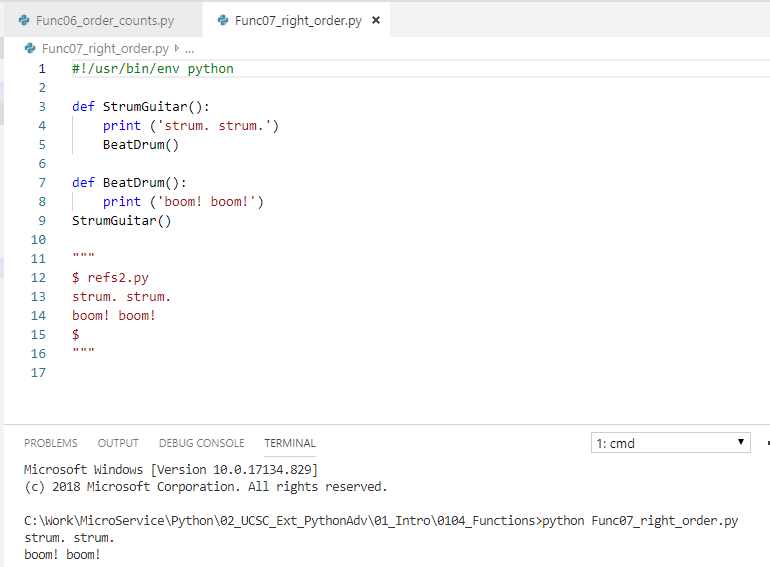 Func06_order_counts.py Func07_right_order.py ×
Func07_right_order.py ▸ ...
1 #!/usr/bin/env python
2
3 def StrumGuitar():
4     print ('strum. strum.')
5     BeatDrum()
6
7 def BeatDrum():
8     print ('boom! boom!')
9 StrumGuitar()
10
11 """
12 $ refs2.py
13 strum. strum.
14 boom! boom!
15 $
16 """
17
PROBLEMS OUTPUT DEBUG CONSOLE TERMINAL 1: cmd
Microsoft Windows [Version 10.0.17134.829]
(c) 2018 Microsoft Corporation. All rights reserved.
C:\Work\MicroService\Python\02_UCSC_Ext_PythonAdv\01_Intro\0104_Functions>python Func07_right_order.py
strum. strum.
boom! boom!